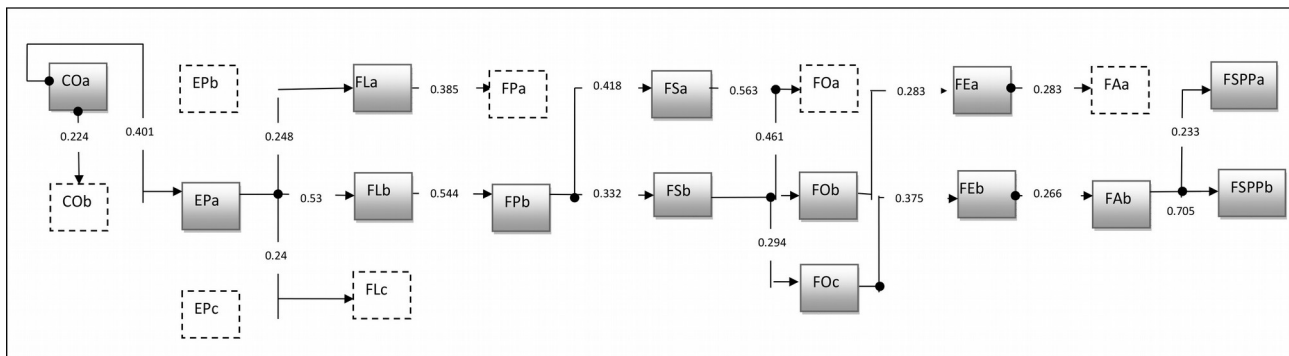 COa
EPb
FLa
0.385
FPa
0.418
FSa
0.563
FOa
0.283
FEa
0.283
FAa
FSPPa
0.224
0.401
0.248
0.461
0.233
COb
EPa
0.53
FLb
0.544
FPb
0.332
FSb
FOb
0.375
FEb
0.266
FAb
0.705
FSPPb
0.24
0.294
EPc
FLc
FOc